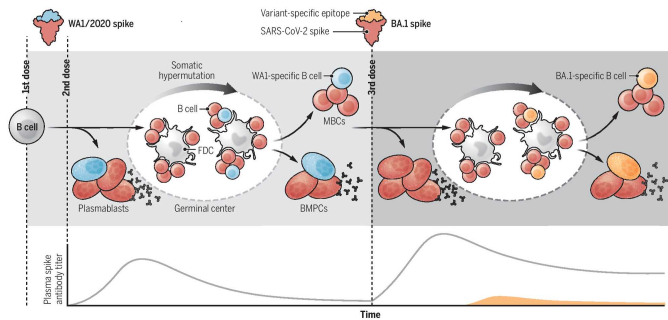 WA1/2020 spike
Variant-specific epitope
SARS-CoV-2 spike
BA.1 spike
1st dose
2nd dose
3rd dose
Somatic
hypermutation
WA1-specific B cell
BA.1-specific B cell
B cell
B cell
MBCs
FDC
Plasmablasts
Germinal center
BMPCs
Plasma spike
antibody titer
Time